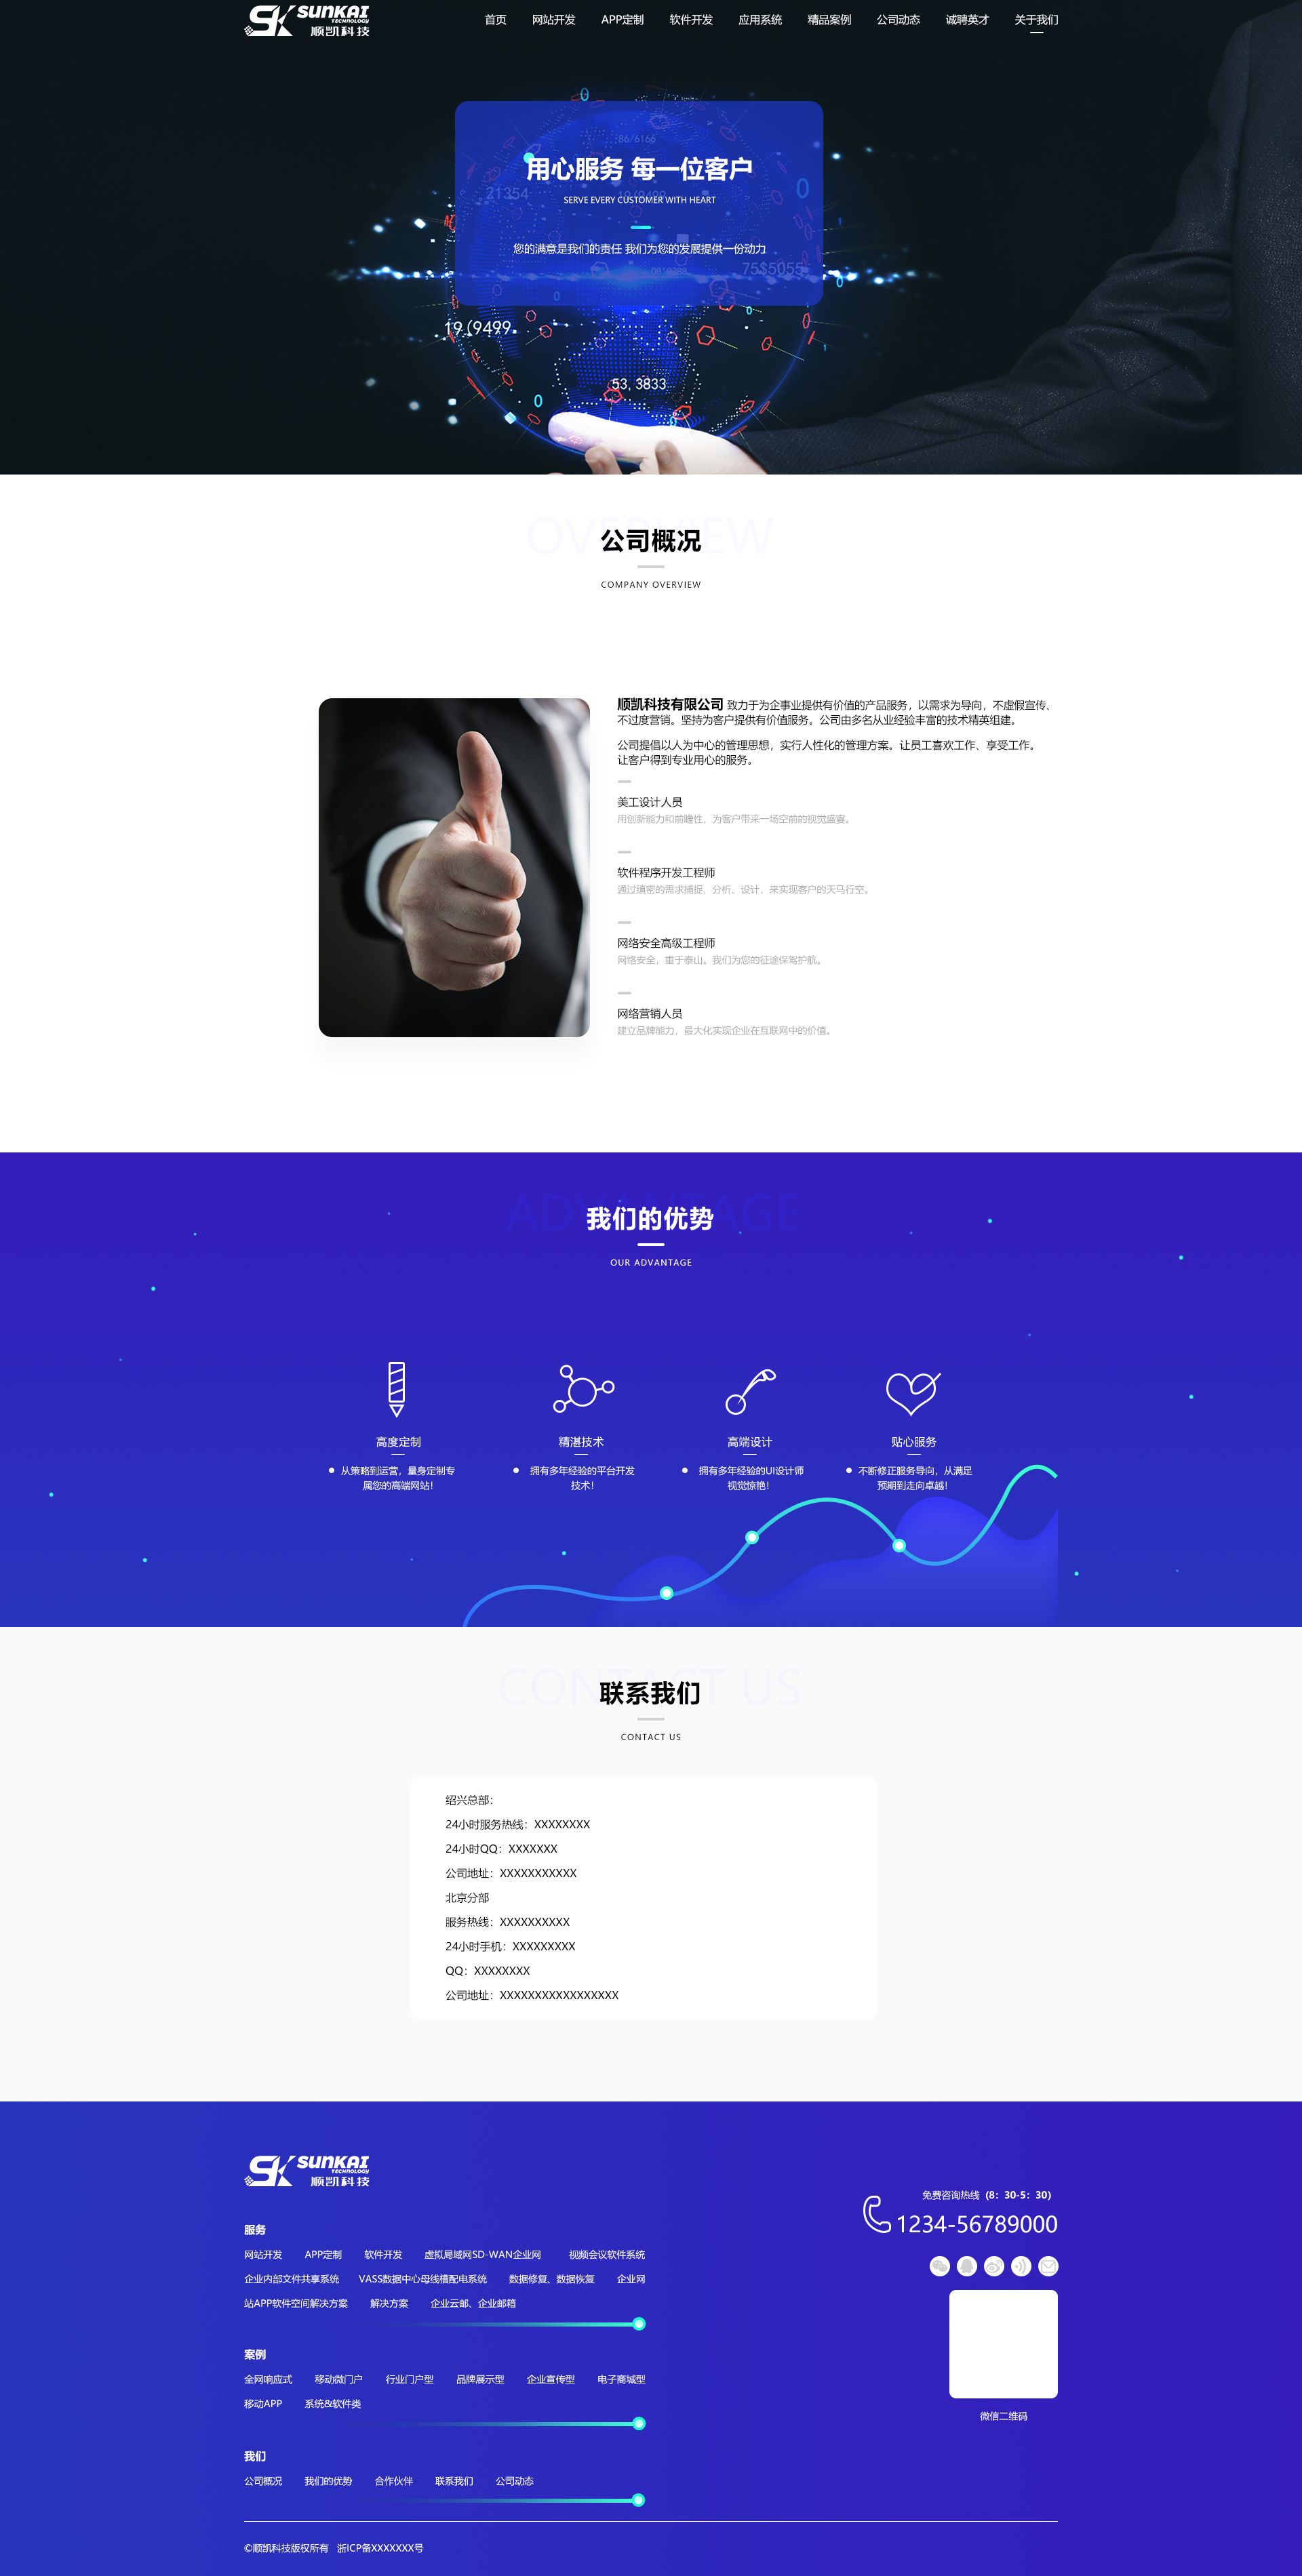 SK SUNKAI
TECHNOLOGY
顺凯科技
首页 网站开发 APP定制 软件开发 应用系统 精品案例 公司动态 诚聘英才 关于我们
0
86/6166
用心服务 每一位客户
21354 19(9499
0
SERVE EVERY CUSTOMER WITH HEART
您的满意是我们的责任 我们为您的发展提供一份动力
75$5055
0
0
0
19(9499
53, 3833
0
0
OVERVIEW
公司概况
COMPANY OVERVIEW
顺凯科技有限公司 致力于为企事业提供有价值的产品服务，以需求为导向，不虚假宣传、
不过度营销。坚持为客户提供有价值服务。公司由多名从业经验丰富的技术精英组建。
公司提倡以人为中心的管理思想，实行人性化的管理方案。让员工喜欢工作、享受工作。
让客户得到专业用心的服务。
美工设计人员
用创新能力和前瞻性，为客户带来一场空前的视觉盛宴。
软件程序开发工程师
通过缜密的需求捕捉、分析、设计，来实现客户的天马行空。
网络安全高级工程师
网络安全，重于泰山。我们为您的征途保驾护航。
网络营销人员
建立品牌能力，最大化实现企业在互联网中的价值。
ADVANTAGE
我们的优势
OUR ADVANTAGE
高度定制
从策略到运营，量身定制专
属您的高端网站！
精湛技术
拥有多年经验的平台开发
技术！
高端设计
拥有多年经验的UI设计师
视觉惊艳！
贴心服务
不断修正服务导向，从满足
预期到走向卓越！
CONTACT US
联系我们
CONTACT US
绍兴总部：
24小时服务热线：XXXXXXXX
24小时QQ：XXXXXXX
公司地址：XXXXXXXXXXX
北京分部
服务热线：XXXXXXXXXX
24小时手机：XXXXXXXXX
QQ：XXXXXXXX
公司地址：XXXXXXXXXXXXXXXXX
SK SUNKAI
TECHNOLOGY
顺凯科技
服务
网站开发 APP定制 软件开发 虚拟局域网SD-WAN企业网 视频会议软件系统
企业内部文件共享系统 VASS数据中心母线槽配电系统 数据修复、数据恢复 企业网
站APP软件空间解决方案 解决方案 企业云邮、企业邮箱
案例
全网响应式 移动微门户 行业门户型 品牌展示型 企业宣传型 电子商城型
移动APP 系统&软件类
我们
公司概况 我们的优势 合作伙伴 联系我们 公司动态
免费咨询热线（8：30-5：30）
1234-56789000
微信二维码
©顺凯科技版权所有 浙ICP备XXXXXXX号